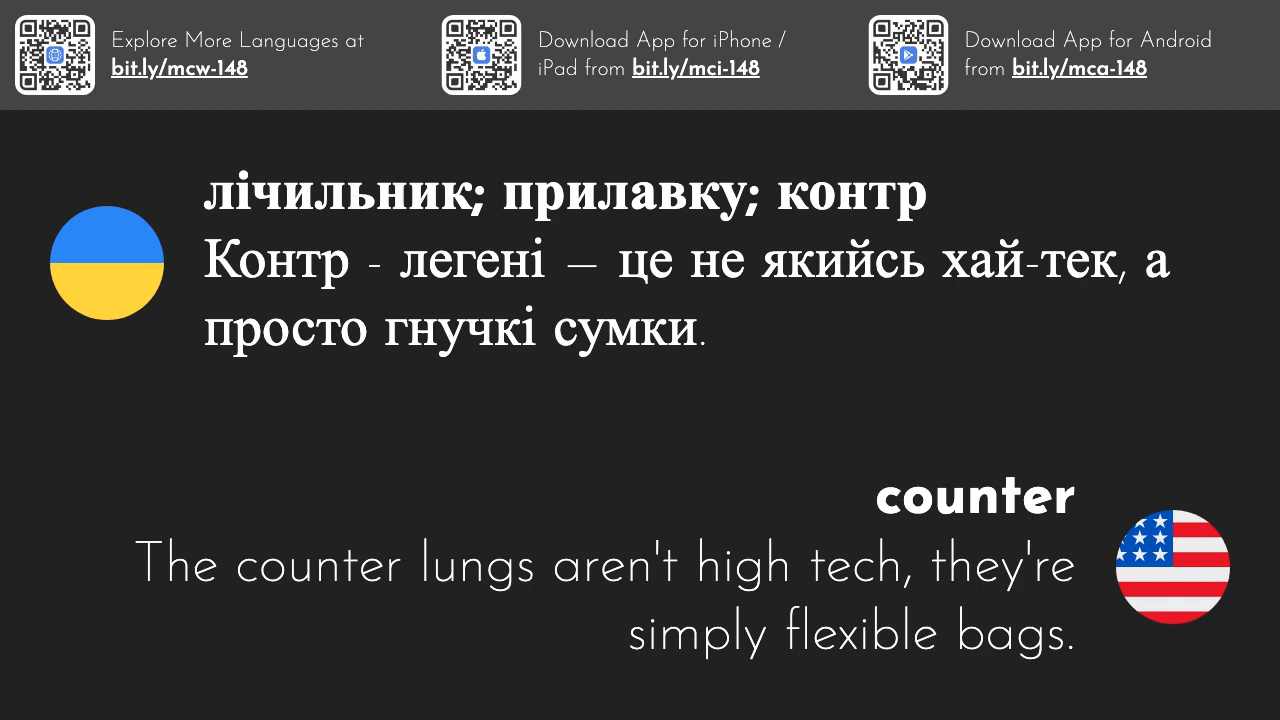 Explore More Languages at
bit.ly/mcw-148
Download App for iPhone /
iPad from bit.ly/mci-148
Download App for Android
from bit.ly/mca-148
лічильник; прилавку; контр
Контр - легені – це не якийсь хай-тек, а
просто гнучкі сумки.
counter
The counter lungs aren't high tech, they're
simply flexible bags.